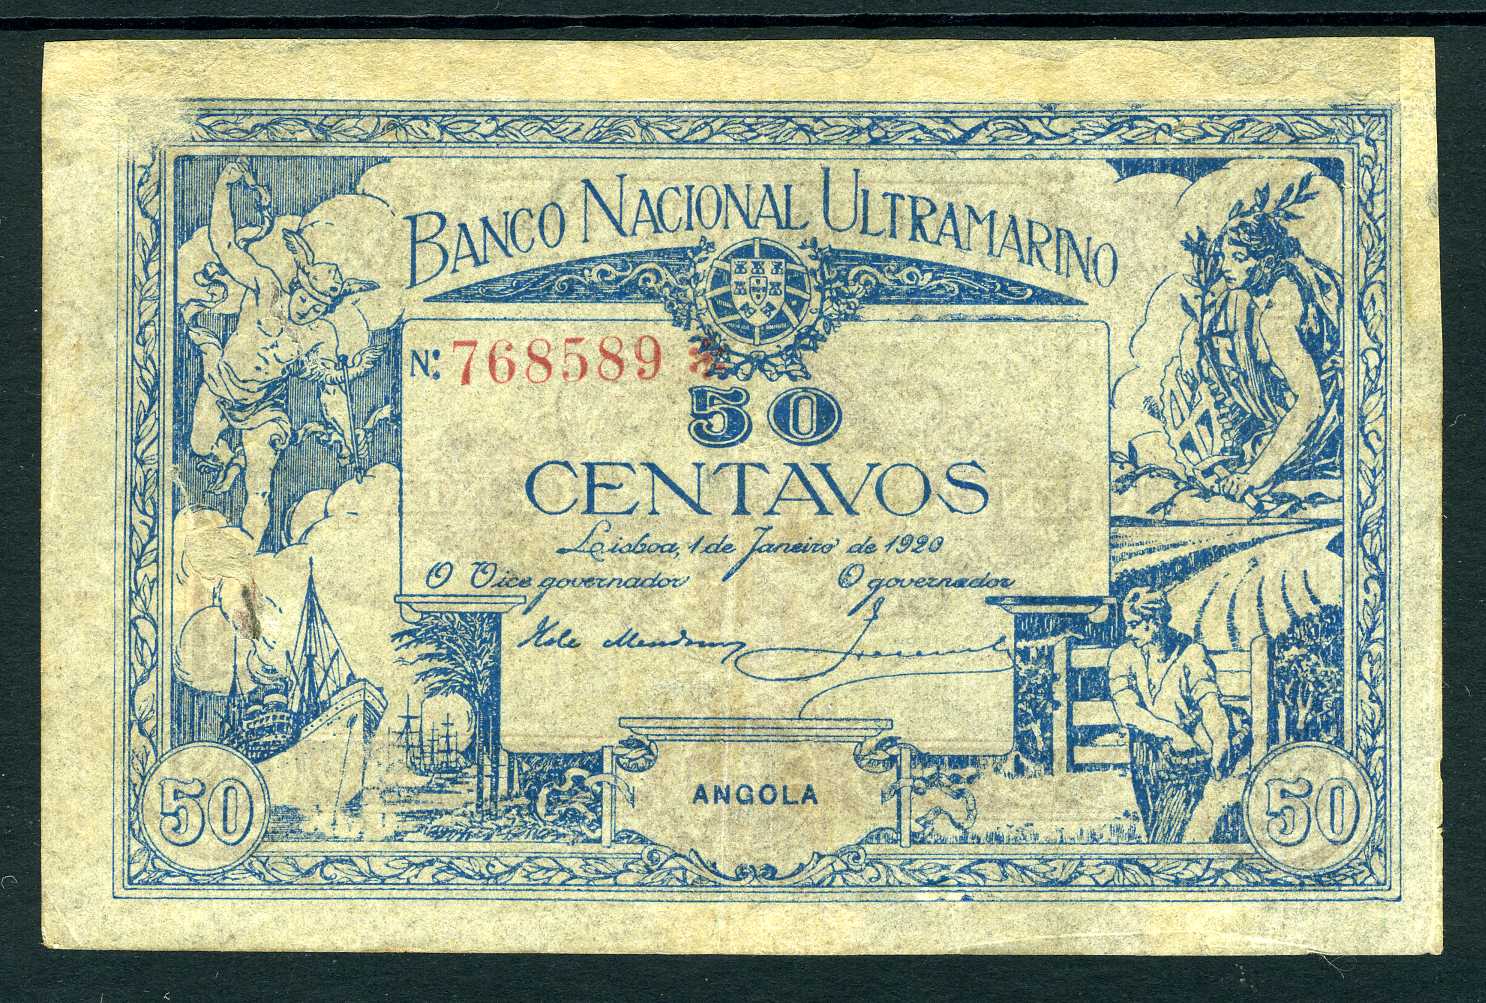 BANCO NACIONAL ULTRAMARINO
Nº 768589
50
CENTAVOS
Lisboa, 1 de Janeiro de 1920
O Vice governador
O governador
ANGOLA
50
50